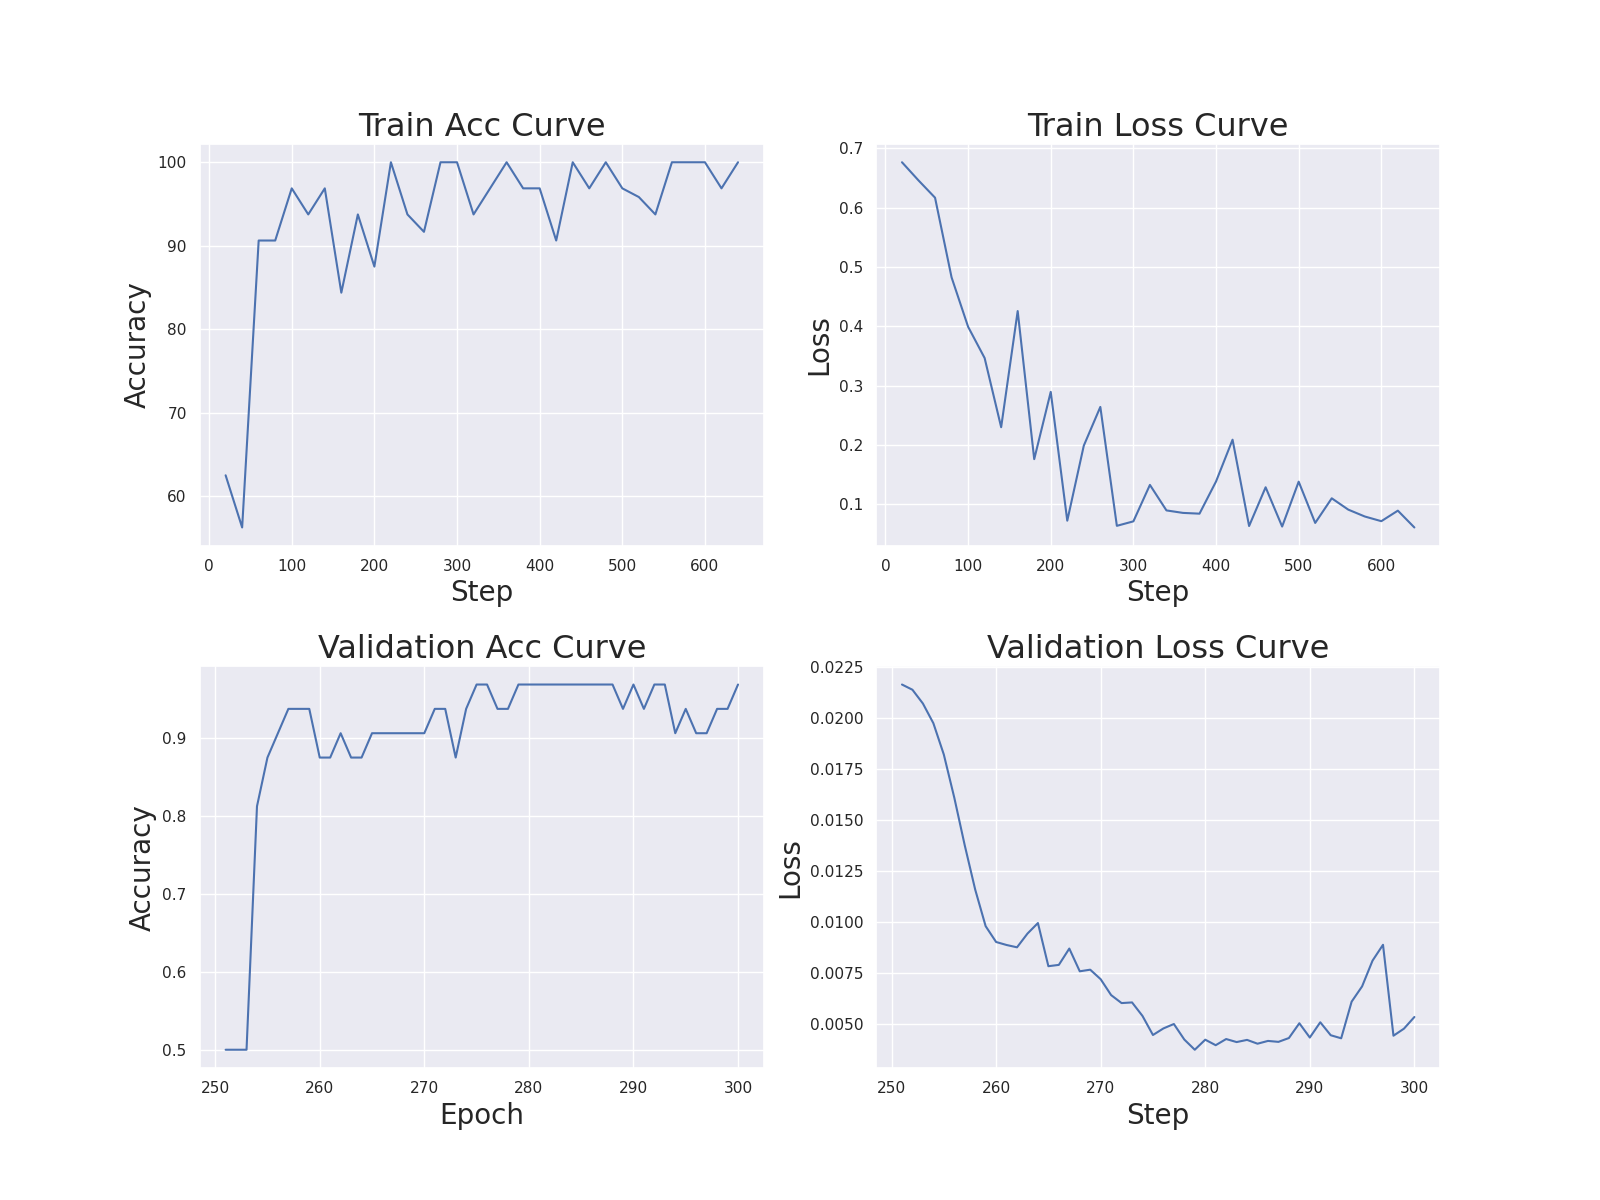 Train Acc Curve
Accuracy
100
90
80
70
60
0 100 200 300 400 500 600
Step
Train Loss Curve
Loss
0.7
0.6
0.5
0.4
0.3
0.2
0.1
0 100 200 300 400 500 600
Step
Validation Acc Curve
Accuracy
0.9
0.8
0.7
0.6
0.5
250 260 270 280 290 300
Epoch
Validation Loss Curve
Loss
0.0225
0.0200
0.0175
0.0150
0.0125
0.0100
0.0075
0.0050
250 260 270 280 290 300
Step